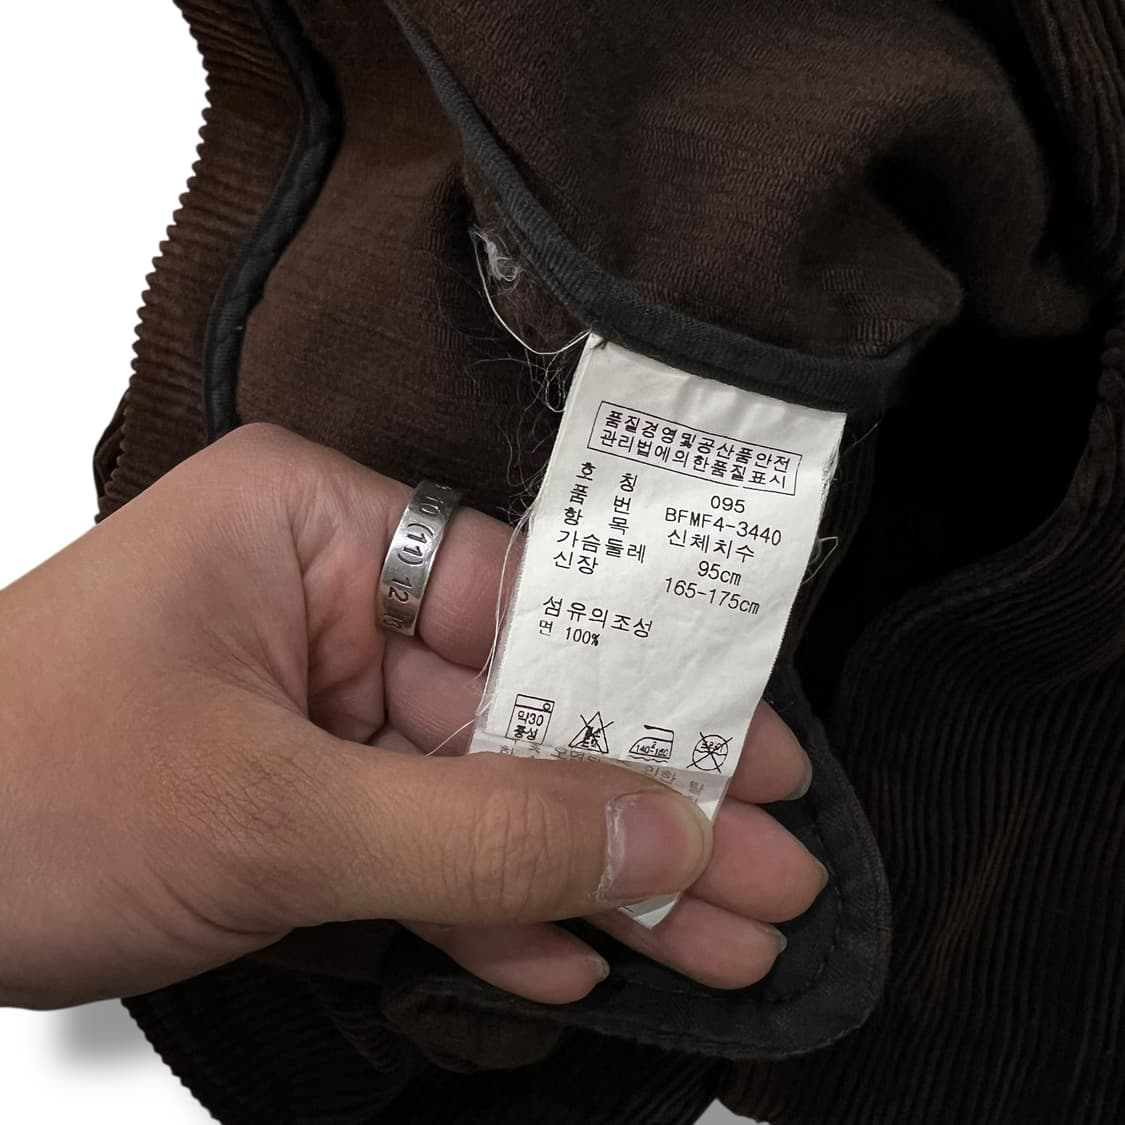 품질경영및공산품안전
관리법에의한품질표시
호 칭 095
품 번 BFMF4-3440
항 목 신체치수
가슴둘레 95cm
신장 165-175cm
섬유의조성
면 100%
약30
중성
140-160
10 (11) 12